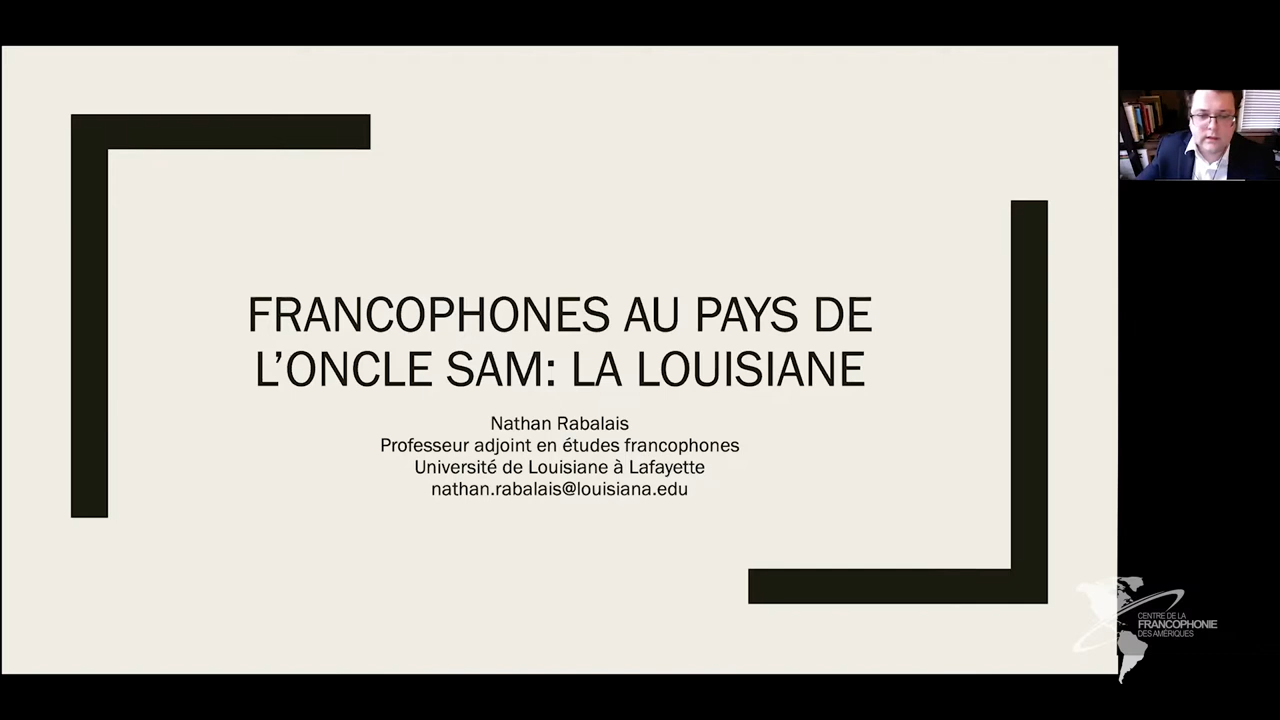 FRANCOPHONES AU PAYS DE
L'ONCLE SAM: LA LOUISIANE
Nathan Rabalais
Professeur adjoint en études francophones
Université de Louisiane à Lafayette
nathan.rabalais@louisiana.edu
CENTRE DE LA
FRANCOPHONIE
DES AMÉRIQUES